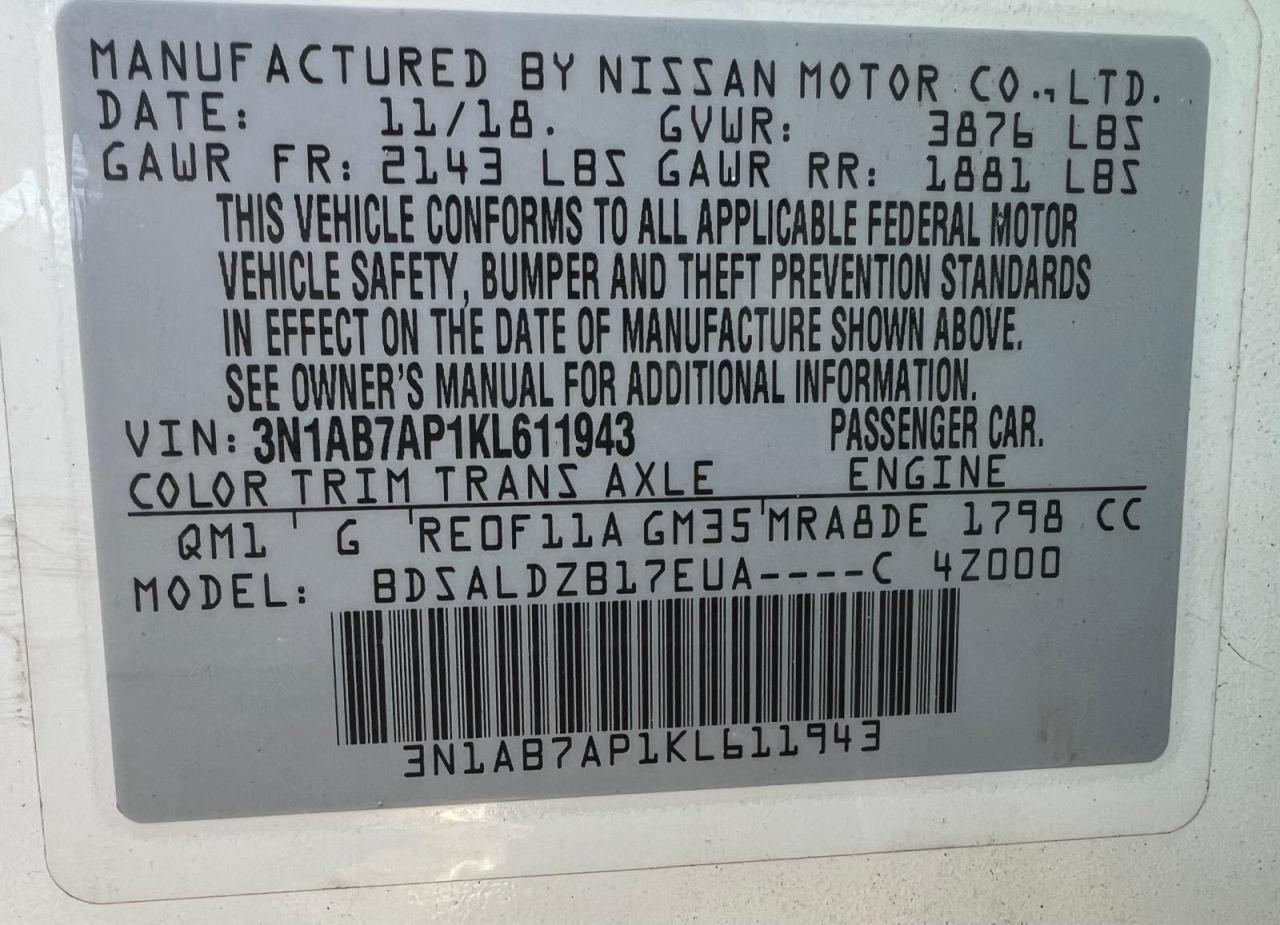 MANUFACTURED BY NISSAN MOTOR CO., LTD.
DATE: 11/18. GVWR: 3876 LBS
GAWR FR: 2143 LBS GAWR RR: 1881 LBS
THIS VEHICLE CONFORMS TO ALL APPLICABLE FEDERAL MOTOR
VEHICLE SAFETY, BUMPER AND THEFT PREVENTION STANDARDS
IN EFFECT ON THE DATE OF MANUFACTURE SHOWN ABOVE.
SEE OWNER'S MANUAL FOR ADDITIONAL INFORMATION.
VIN: 3N1AB7AP1KL611943 PASSENGER CAR.
COLOR TRIM TRANS AXLE ENGINE
QM1 G RE0F11A GM35 MRA8DE 1798 CC
MODEL: BDSALDZB17EUA----C 4Z000
3N1AB7AP1KL611943